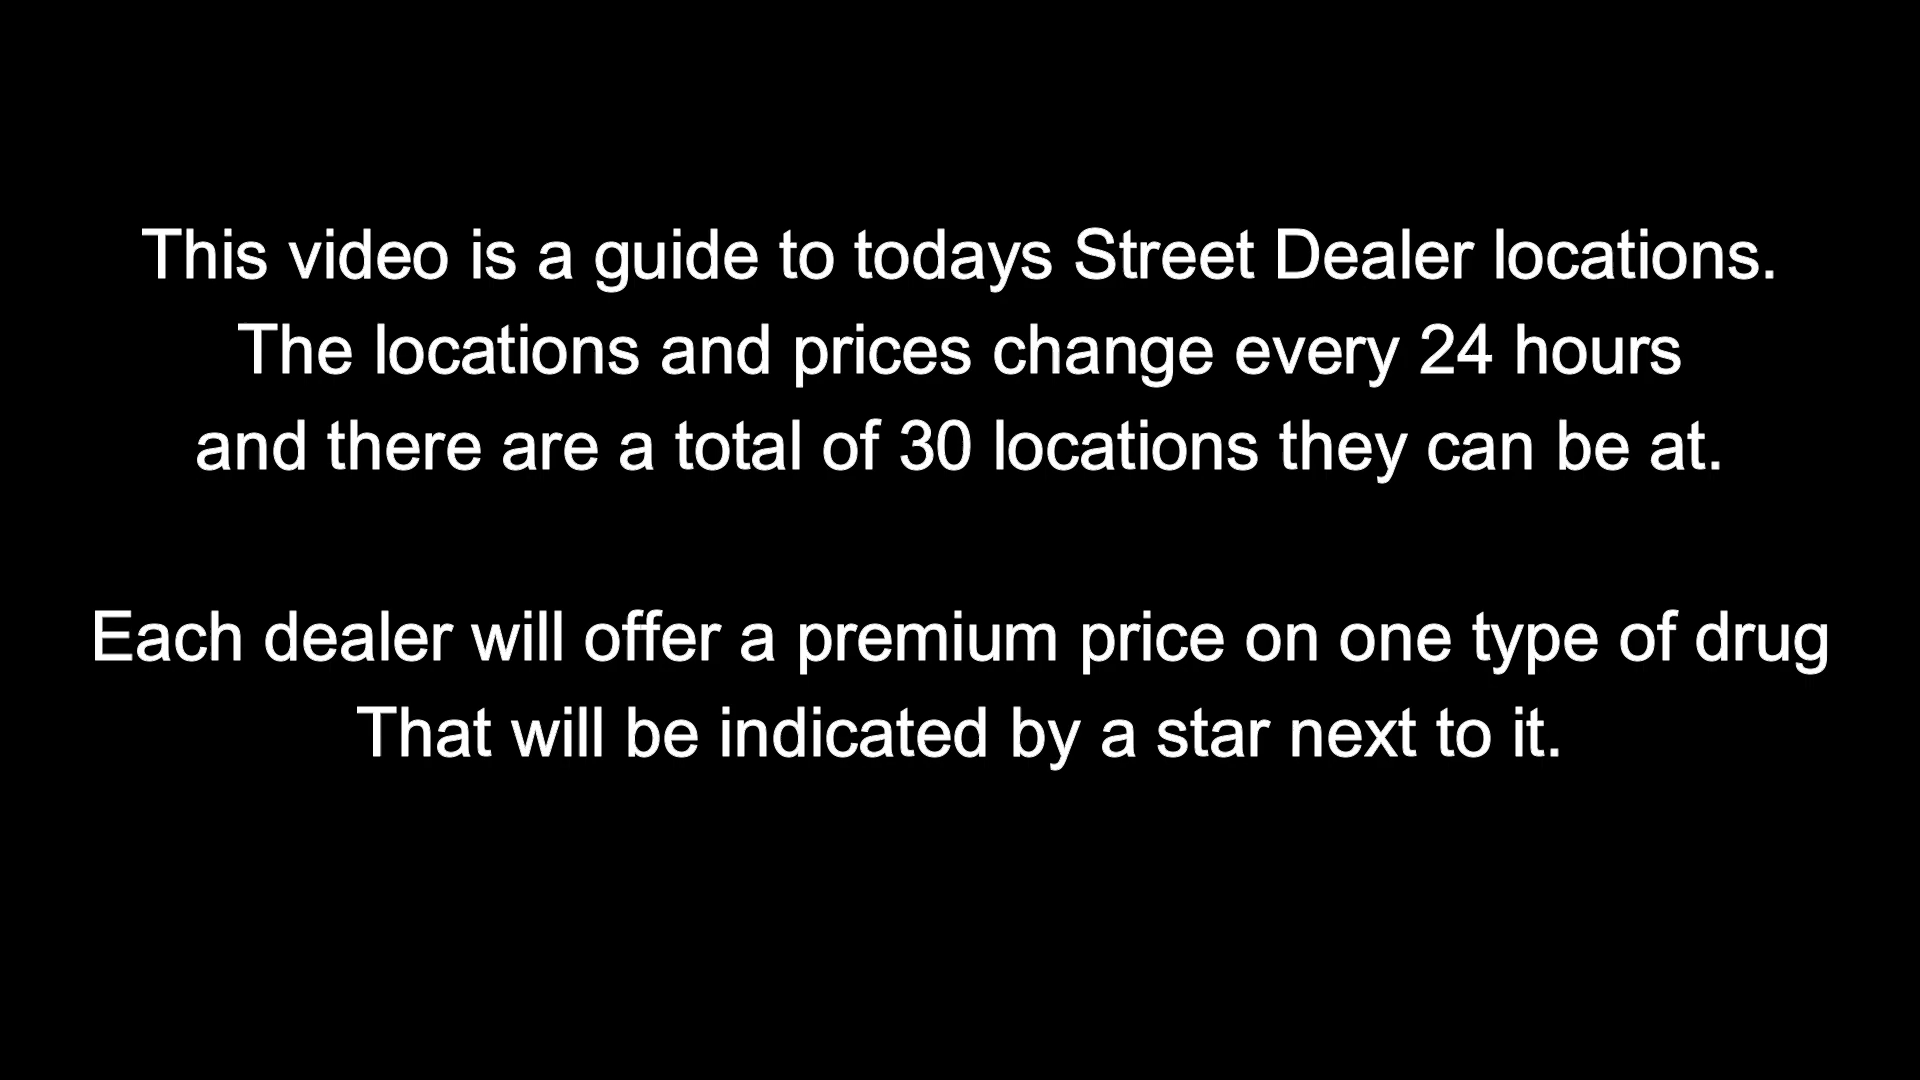 This video is a guide to todays Street Dealer locations.
The locations and prices change every 24 hours
and there are a total of 30 locations they can be at.
Each dealer will offer a premium price on one type of drug
That will be indicated by a star next to it.